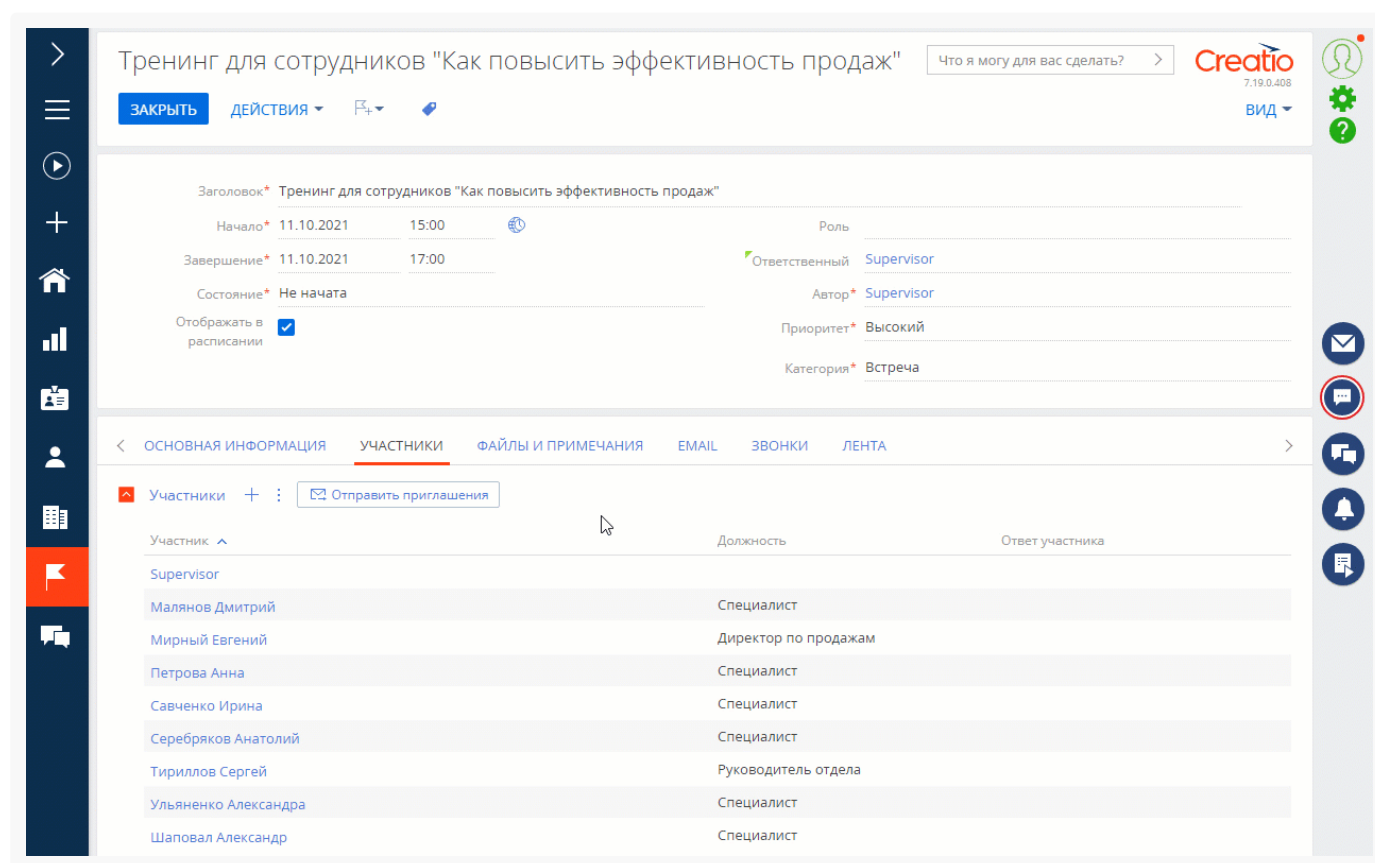 Тренинг для сотрудников "Как повысить эффективность продаж"
Что я могу для вас сделать?
Creatio
7.19.0.408
ЗАКРЫТЬ ДЕЙСТВИЯ ВИД
Заголовок* Тренинг для сотрудников "Как повысить эффективность продаж"
Начало* 11.10.2021 15:00 Роль
Завершение* 11.10.2021 17:00 Ответственный Supervisor
Состояние* Не начата Автор* Supervisor
Отображать в
расписании
Приоритет* Высокий
Категория* Встреча
ОСНОВНАЯ ИНФОРМАЦИЯ УЧАСТНИКИ ФАЙЛЫ И ПРИМЕЧАНИЯ EMAIL ЗВОНКИ ЛЕНТА
Участники Отправить приглашения
Участник Должность Ответ участника
Supervisor
Малянов Дмитрий Специалист
Мирный Евгений Директор по продажам
Петрова Анна Специалист
Савченко Ирина Специалист
Серебряков Анатолий Специалист
Тириллов Сергей Руководитель отдела
Ульяненко Александра Специалист
Шаповал Александр Специалист